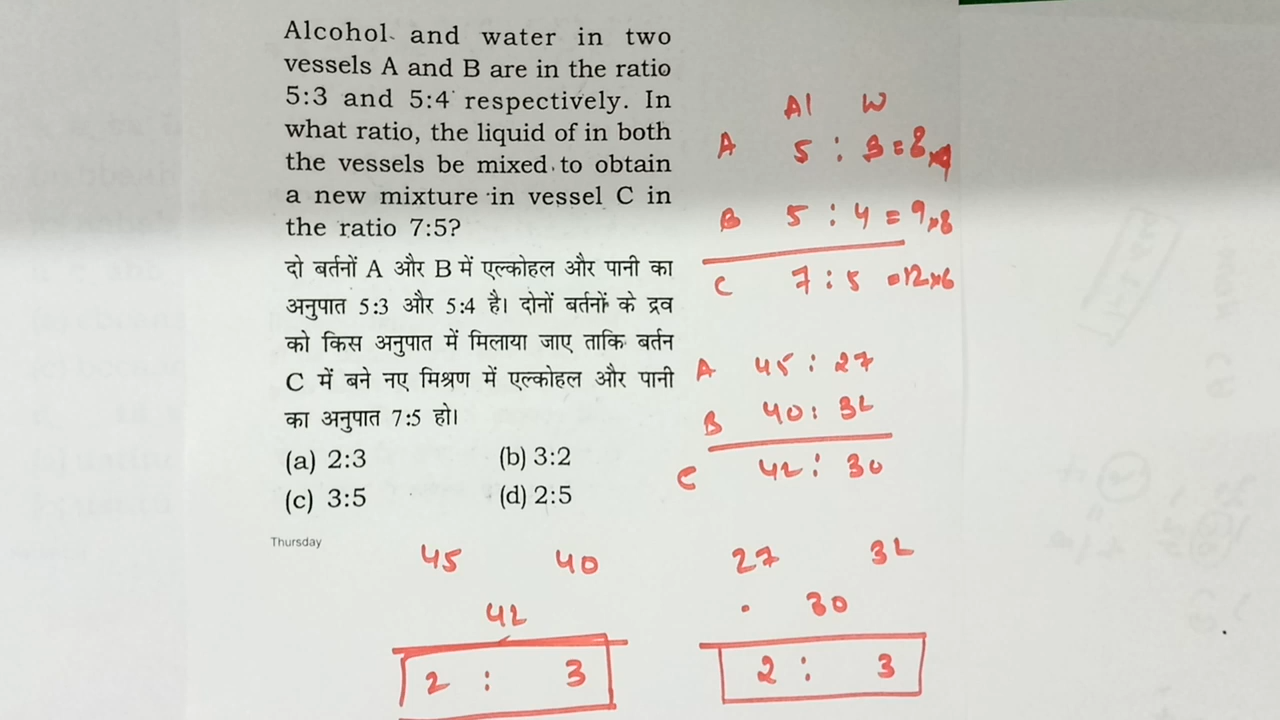 Alcohol and water in two
vessels A and B are in the ratio
5:3 and 5:4 respectively. In
what ratio, the liquid of in both
the vessels be mixed to obtain
a new mixture in vessel C in
the ratio 7:5?
दो बर्तनों A और B में एल्कोहल और पानी का
अनुपात 5:3 और 5:4 है। दोनों बर्तनों के द्रव
को किस अनुपात में मिलाया जाए ताकि बर्तन
C में बने नए मिश्रण में एल्कोहल और पानी
का अनुपात 7:5 हो।
(a) 2:3 (b) 3:2
(c) 3:5 (d) 2:5
Thursday
Al W
A 5 : 3 = 8 ×9
B 5 : 4 = 9 ×8
C 7 : 5 = 12 ×6
A 45 : 27
B 40 : 32
C 42 : 30
45 40
42
2 : 3
27 32
30
2 : 3